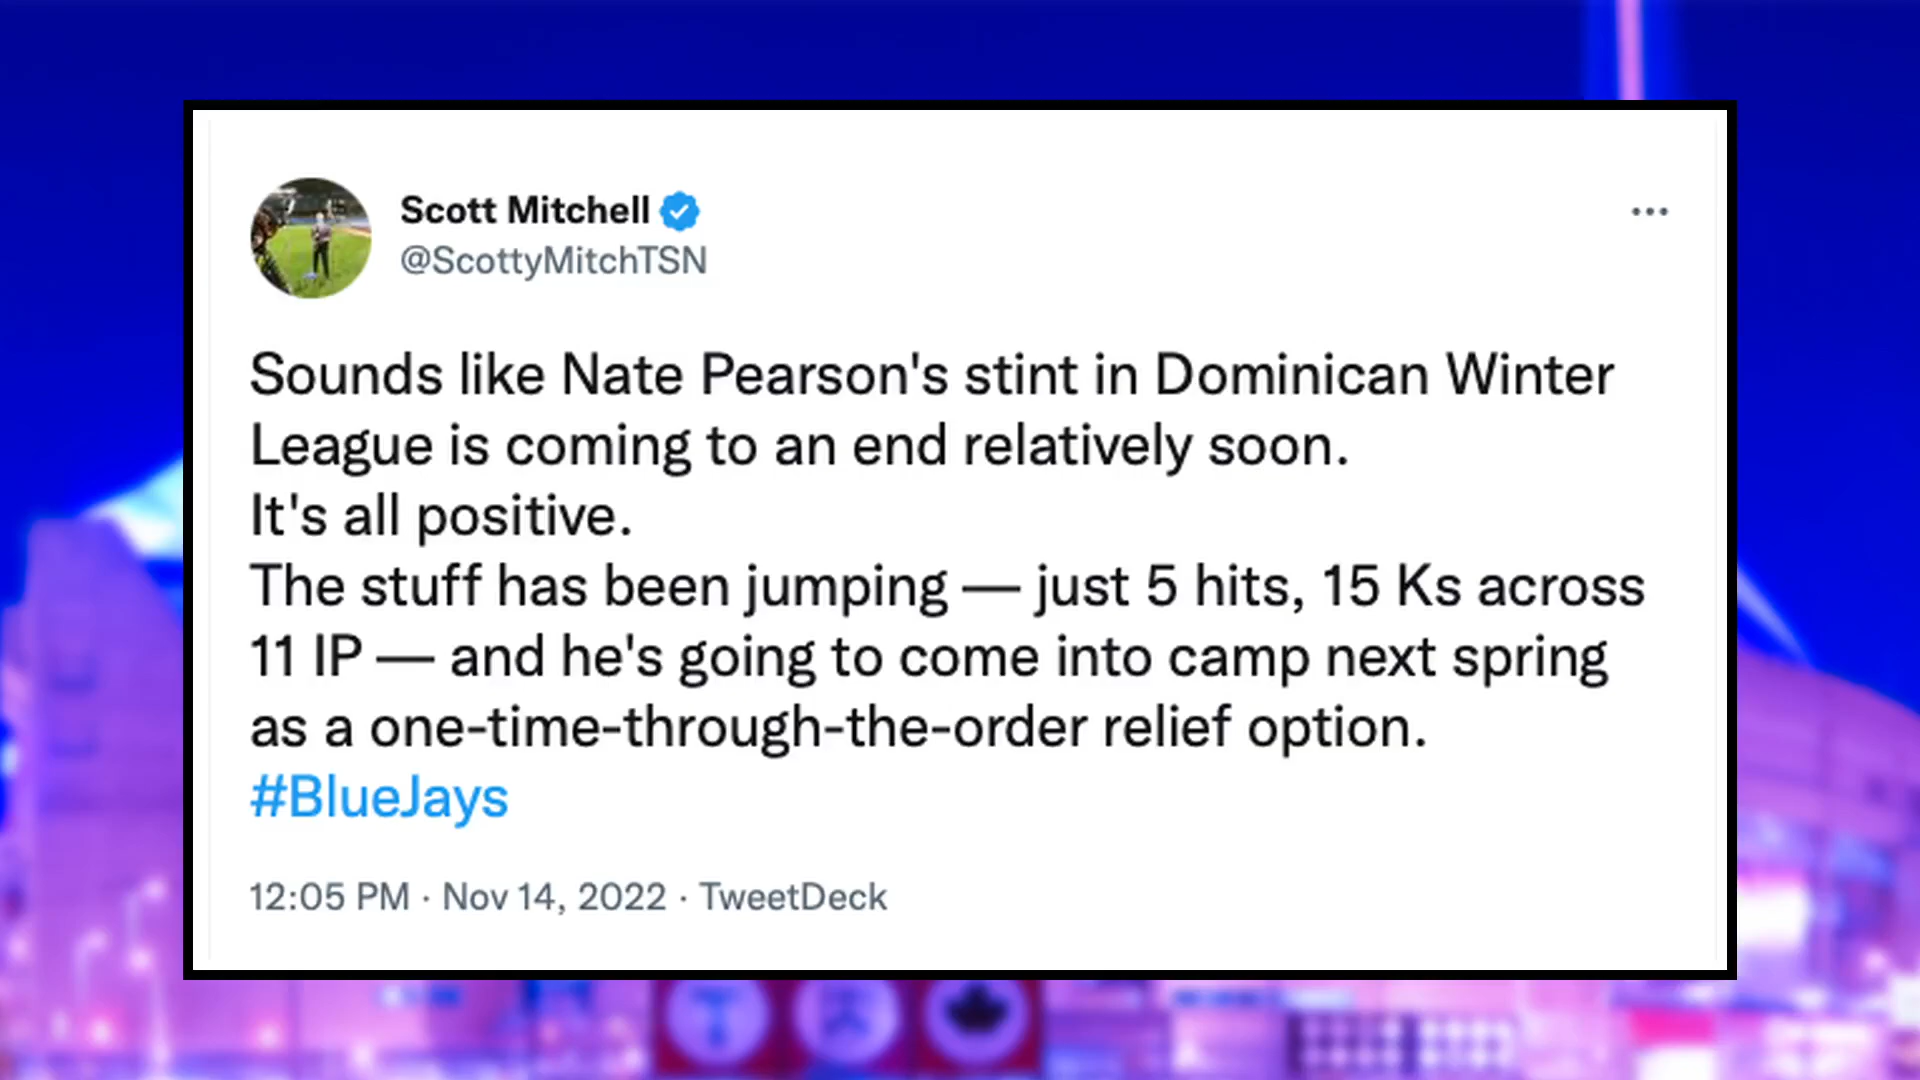 Scott Mitchell
@ScottyMitchTSN
Sounds like Nate Pearson's stint in Dominican Winter
League is coming to an end relatively soon.
It's all positive.
The stuff has been jumping — just 5 hits, 15 Ks across
11 IP — and he's going to come into camp next spring
as a one-time-through-the-order relief option.
#BlueJays
12:05 PM · Nov 14, 2022 · TweetDeck